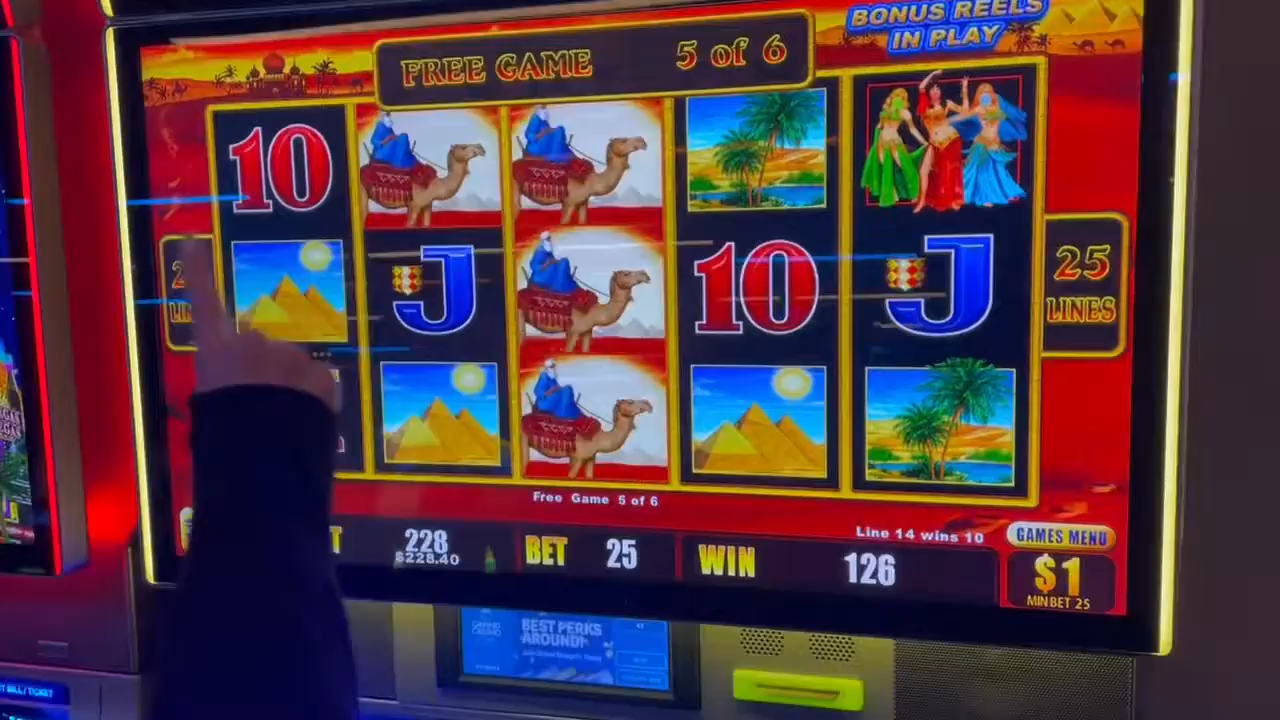 BONUS REELS
IN PLAY
FREE GAME 5 of 6
10
J
10
J
25
LINES
Free Game 5 of 6
Line 14 wins 10
GAMES MENU
228
$228.40
BET 25
WIN 126
$1
MIN BET 25
BEST PERKS
AROUND!